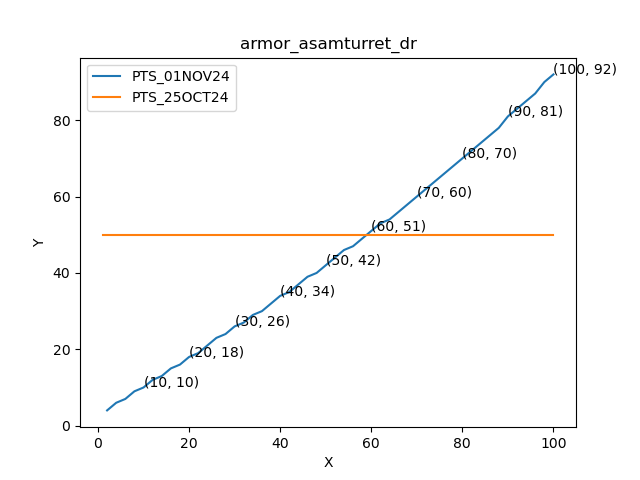 armor_asamturret_dr
PTS_01NOV24
PTS_25OCT24
(100, 92)
(90, 81)
(80, 70)
(70, 60)
(60, 51)
(50, 42)
(40, 34)
(30, 26)
(20, 18)
(10, 10)
Y
80
60
40
20
0
0 20 40 60 80 100
X